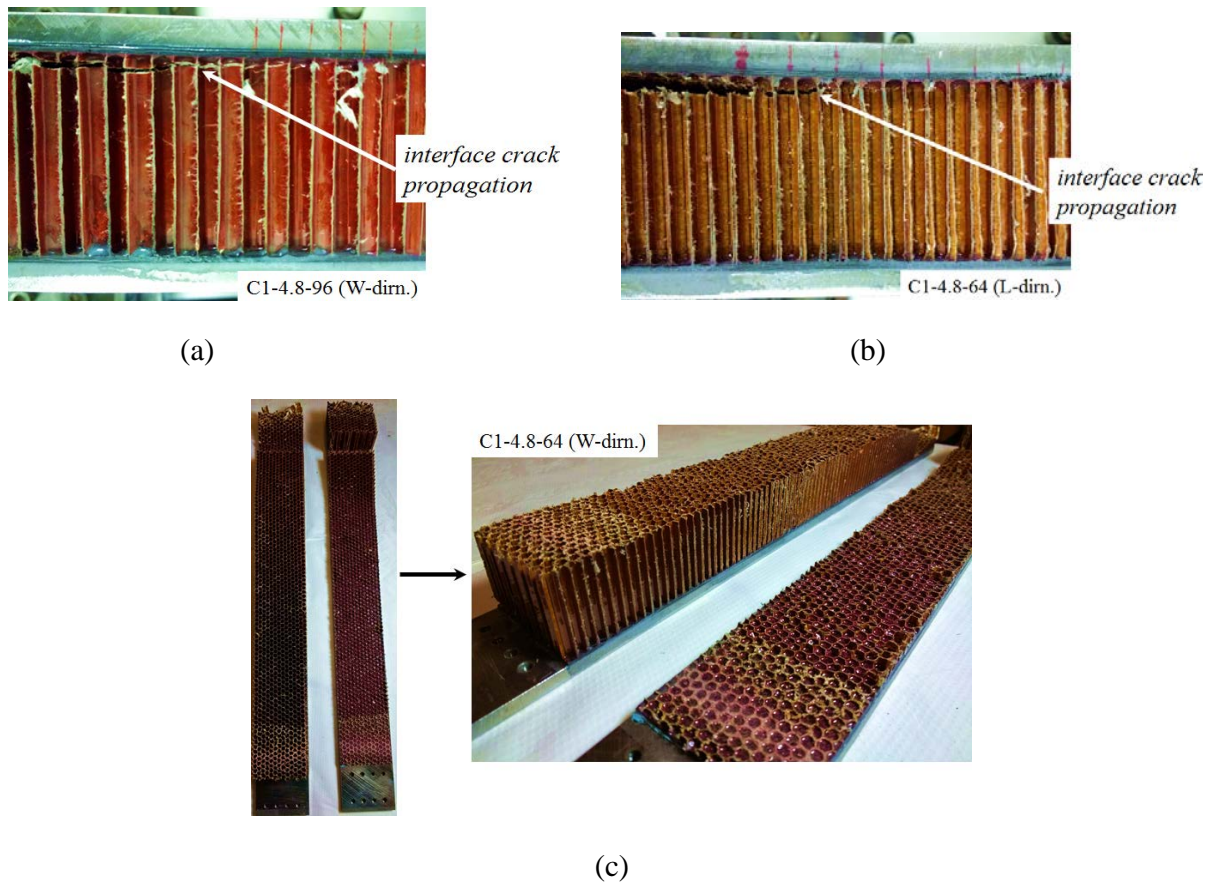 interface crack
propagation
C1-4.8-96 (W-dirn.)
(a)
interface crack
propagation
C1-4.8-64 (L-dirn.)
(b)
C1-4.8-64 (W-dirn.)
(c)